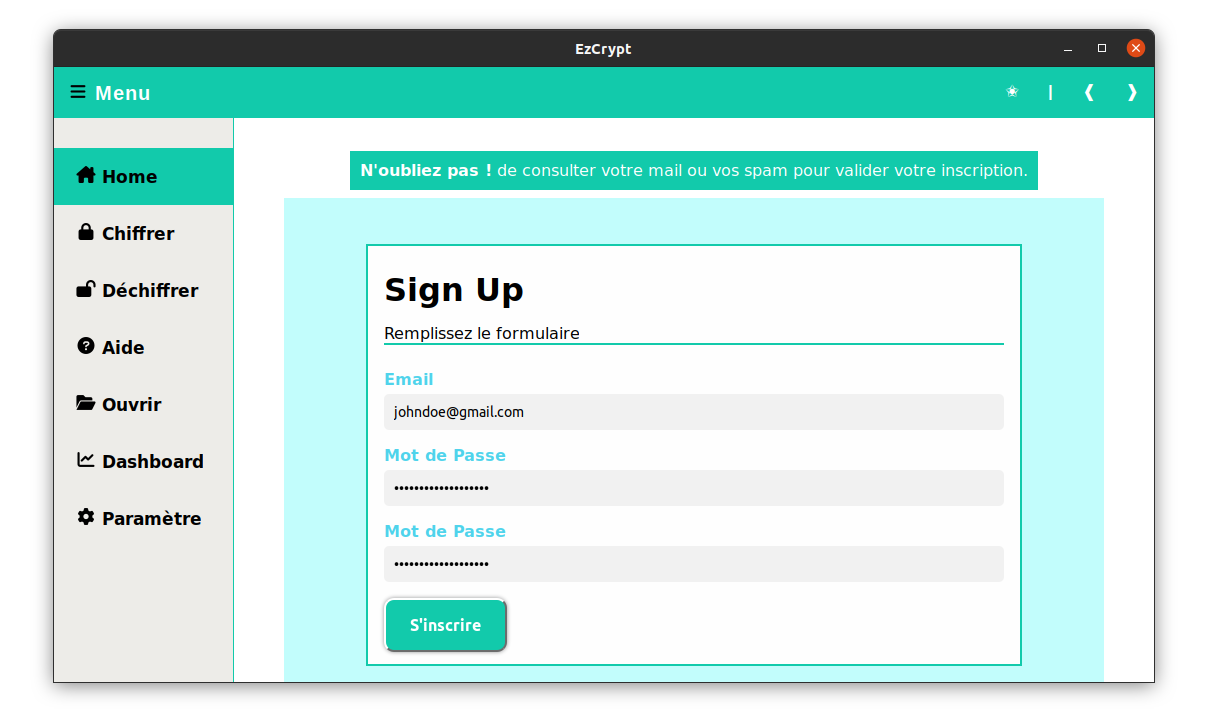 EzCrypt
Menu
Home
Chiffrer
Déchiffrer
Aide
Ouvrir
Dashboard
Paramètre
N'oubliez pas ! de consulter votre mail ou vos spam pour valider votre inscription.
Sign Up
Remplissez le formulaire
Email
johndoe@gmail.com
Mot de Passe
•••••••••••••••••••
Mot de Passe
•••••••••••••••••••
S'inscrire